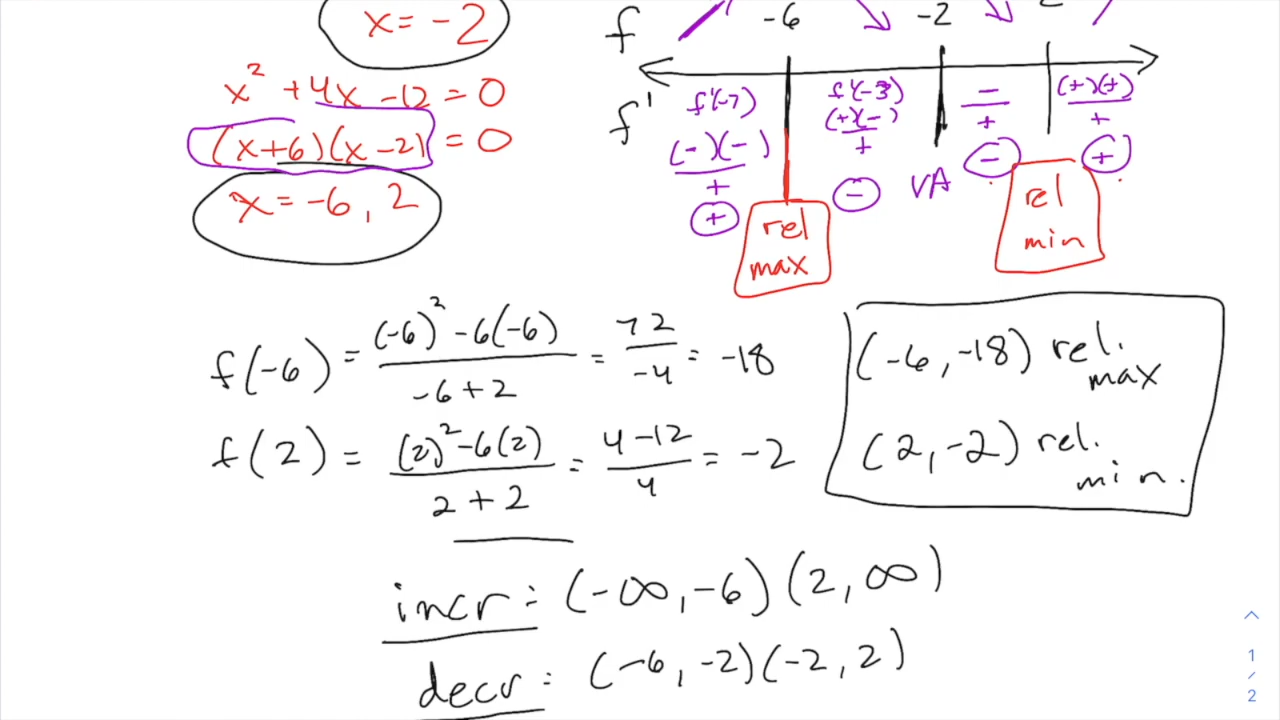 x = -2
x² + 4x - 12 = 0
(x+6)(x-2) = 0
x = -6, 2
f -6 -2
f'
f'(-7) f'(-3) - (+)(+)
(-)(-) (+)(-) + +
+ +
+ - VA - +
rel max
rel min
f(-6) = (-6)² - 6(-6) / -6+2 = 72 / -4 = -18
f(2) = (2)² - 6(2) / 2+2 = 4-12 / 4 = -2
(-6, -18) rel. max
(2, -2) rel. min.
incr: (-∞, -6) (2, ∞)
decr: (-6, -2)(-2, 2)
1
/
2